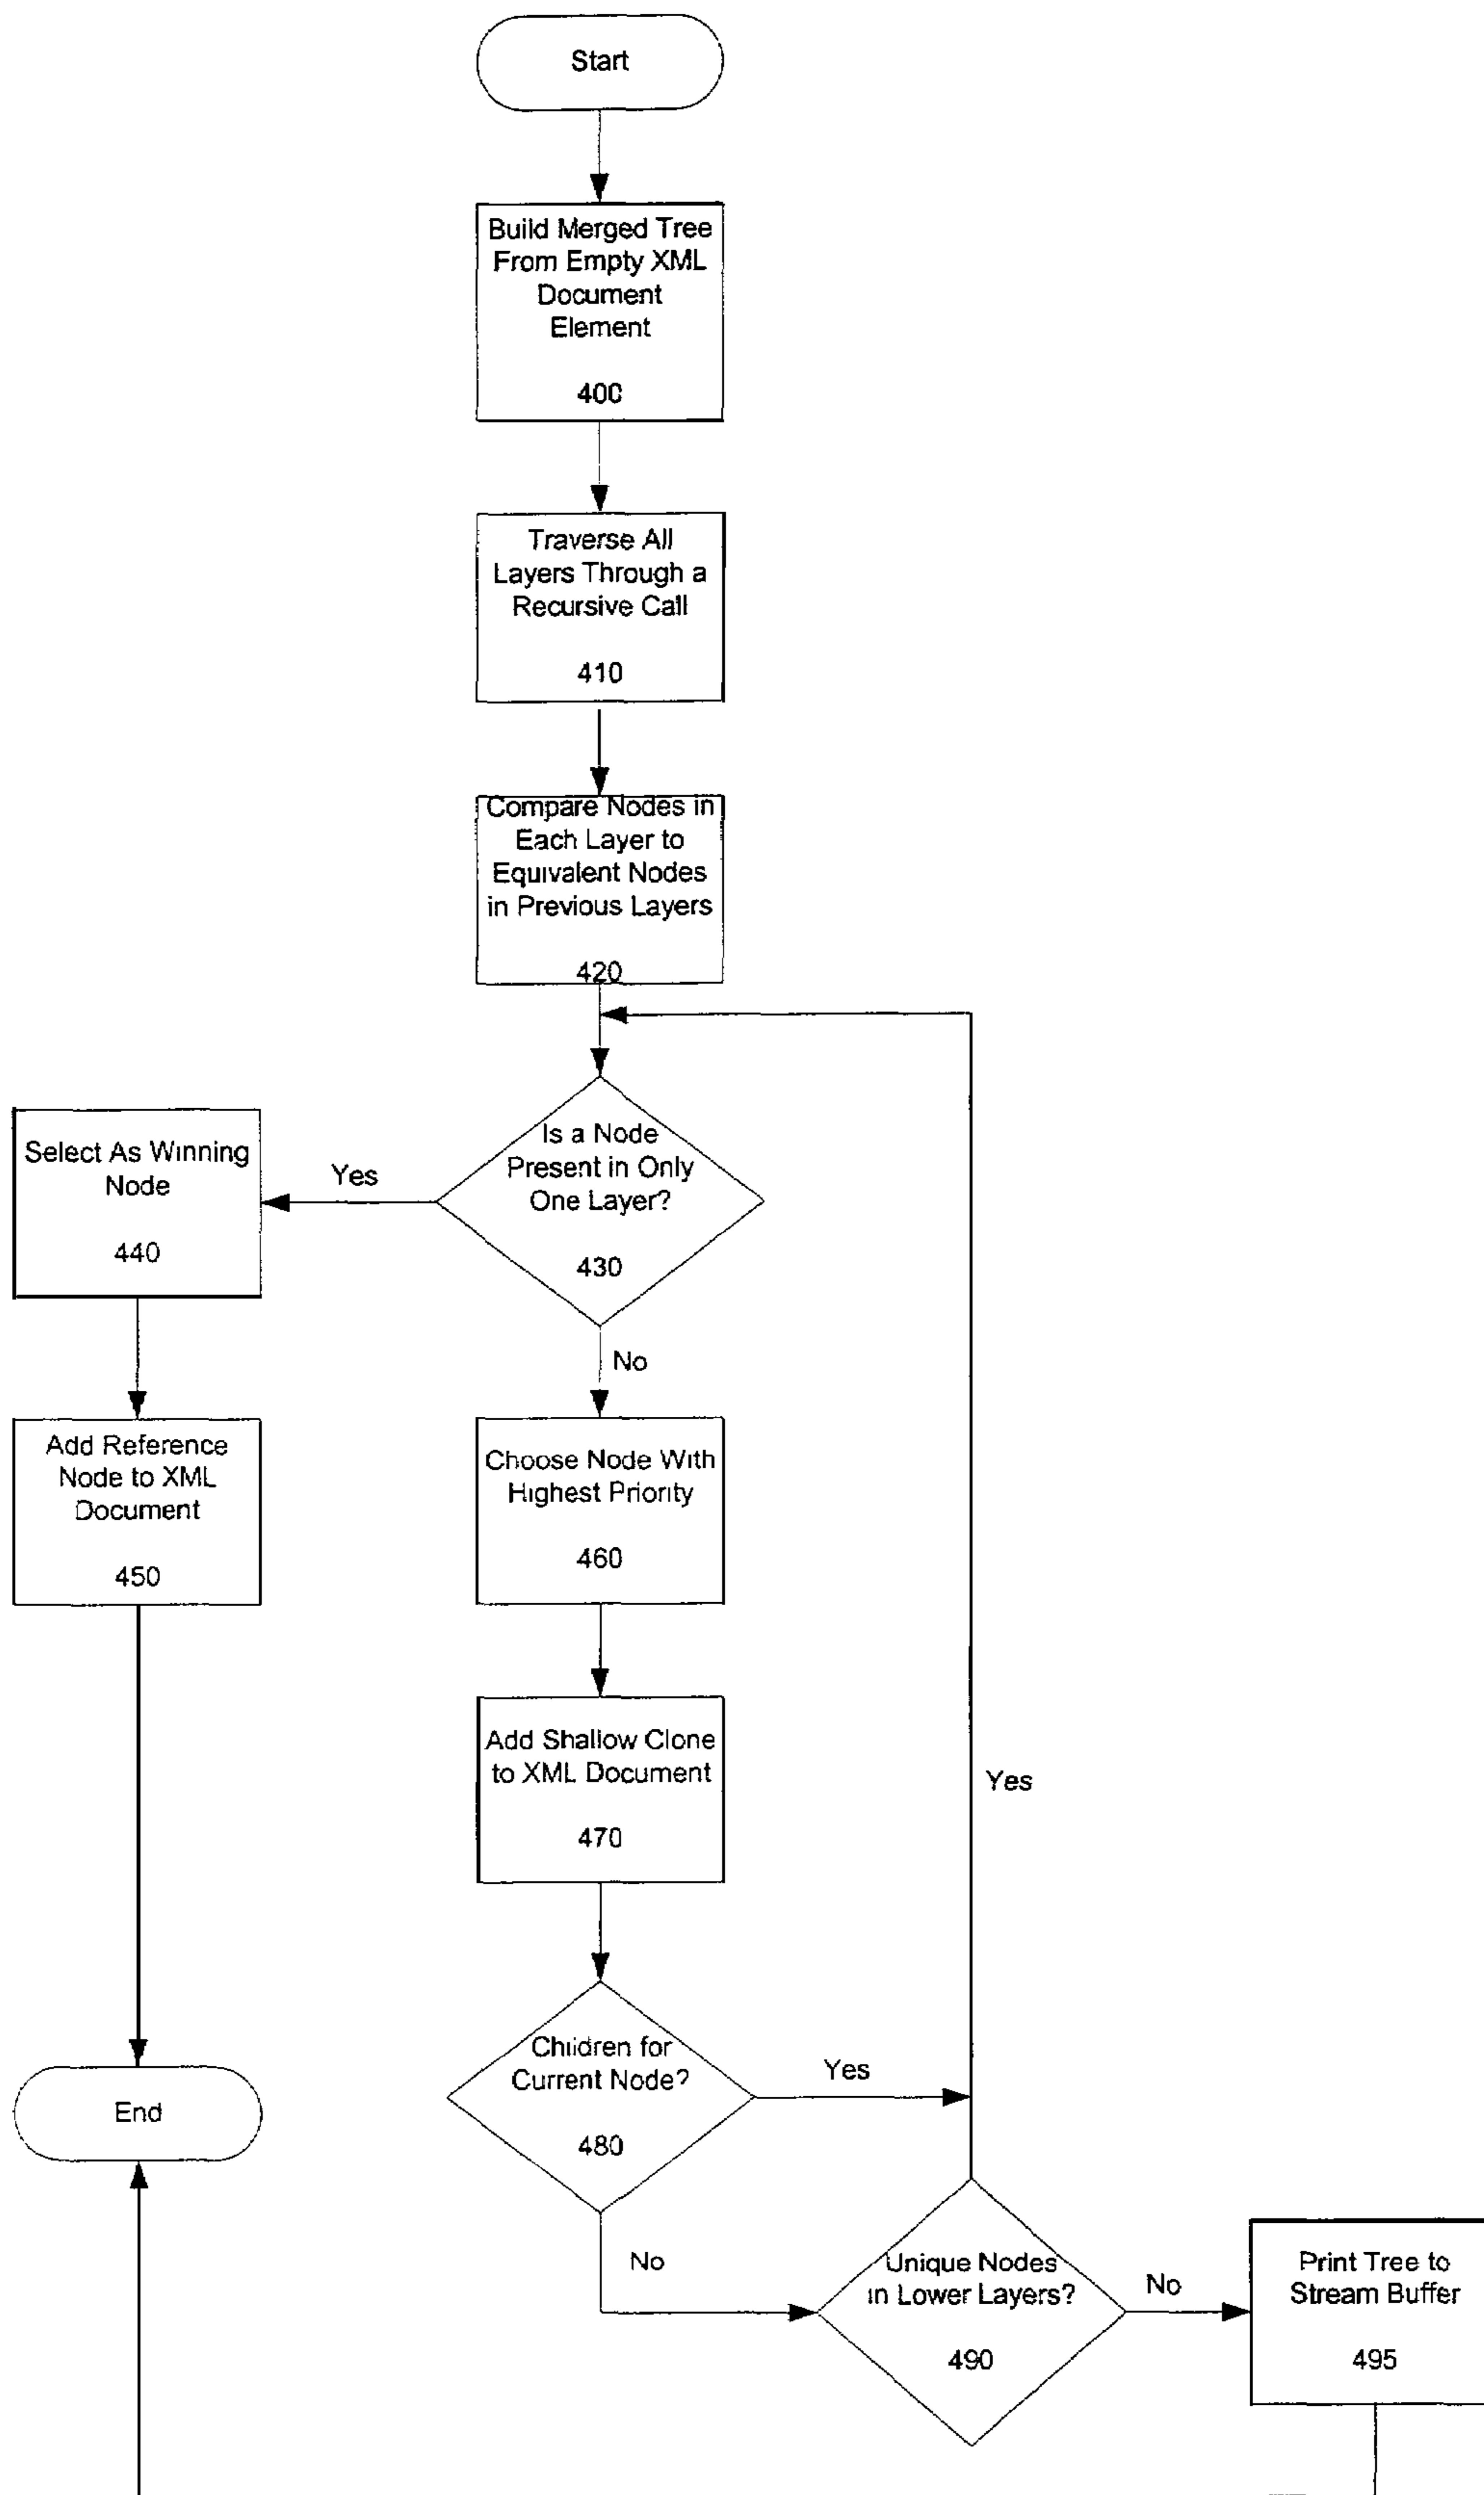 Start
Build Merged Tree
From Empty XML
Document
Element
400
Traverse All
Layers Through a
Recursive Call
410
Compare Nodes in
Each Layer to
Equivalent Nodes
in Previous Layers
420
Is a Node
Present in Only
One Layer?
430
Yes
Select As Winning
Node
440
No
Add Reference
Node to XML
Document
450
Choose Node With
Highest Priority
460
Add Shallow Clone
to XML Document
470
Yes
Children for
Current Node?
480
Yes
End
No
Unique Nodes
in Lower Layers?
490
No
Print Tree to
Stream Buffer
495